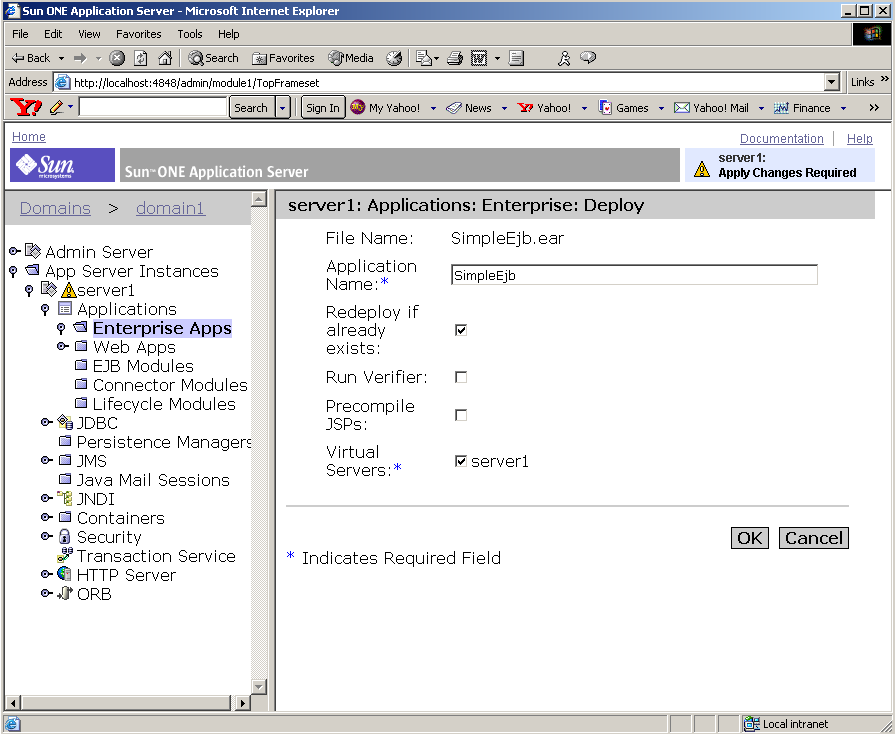 Sun ONE Application Server - Microsoft Internet Explorer
File Edit View Favorites Tools Help
Back Search Favorites Media
Address http://localhost:4848/admin/module1/TopFrameset Links »
Y! Search Sign In My Yahoo! News Yahoo! Games Yahoo! Mail Finance »
Home Documentation Help
Sun microsystems
Sun™ ONE Application Server
server1:
Apply Changes Required
Domains > domain1
Admin Server
App Server Instances
server1
Applications
Enterprise Apps
Web Apps
EJB Modules
Connector Modules
Lifecycle Modules
JDBC
Persistence Managers
JMS
Java Mail Sessions
JNDI
Containers
Security
Transaction Service
HTTP Server
ORB
server1: Applications: Enterprise: Deploy
File Name: SimpleEjb.ear
Application
Name:* SimpleEjb
Redeploy if
already
exists:
Run Verifier:
Precompile
JSPs:
Virtual
Servers:* server1
OK Cancel
* Indicates Required Field
Local intranet